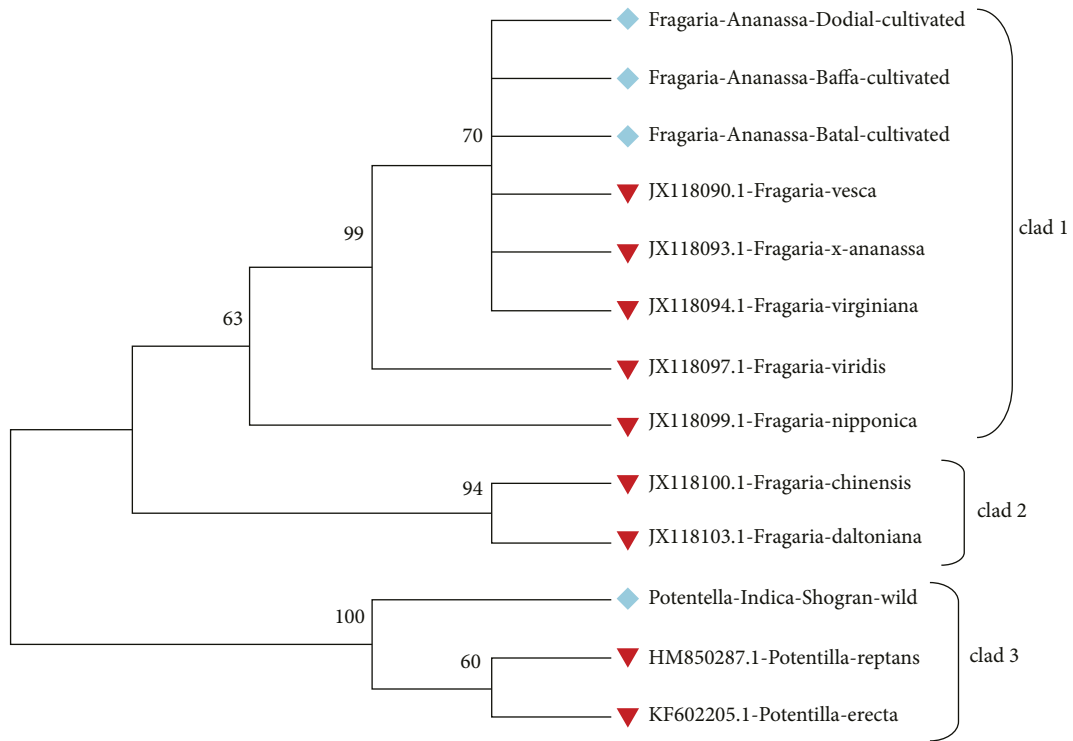 Fragaria-Ananassa-Dodial-cultivated
Fragaria-Ananassa-Baffa-cultivated
70
Fragaria-Ananassa-Batal-cultivated
JX118090.1-Fragaria-vesca
clad 1
99
JX118093.1-Fragaria-x-ananassa
JX118094.1-Fragaria-virginiana
63
JX118097.1-Fragaria-viridis
JX118099.1-Fragaria-nipponica
94
JX118100.1-Fragaria-chinensis
clad 2
JX118103.1-Fragaria-daltoniana
Potentella-Indica-Shogran-wild
100
HM850287.1-Potentilla-reptans
clad 3
60
KF602205.1-Potentilla-erecta